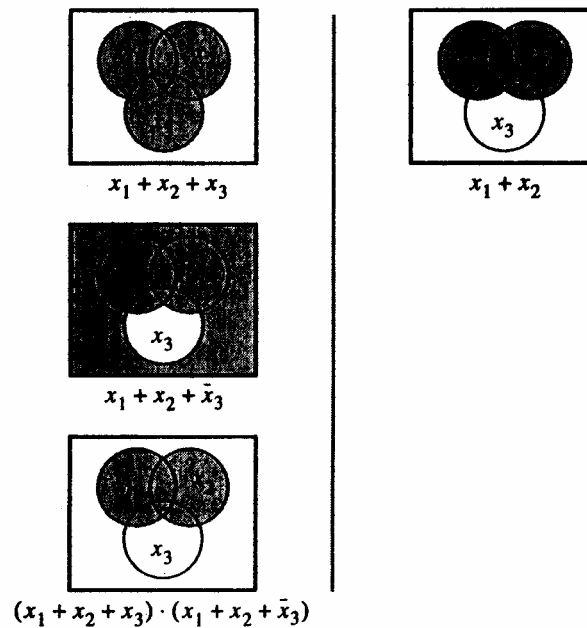 x₁ + x₂ + x₃
x₃
x₁ + x₂ + x̄₃
x₃
(x₁ + x₂ + x₃) · (x₁ + x₂ + x̄₃)
x₃
x₁ + x₂